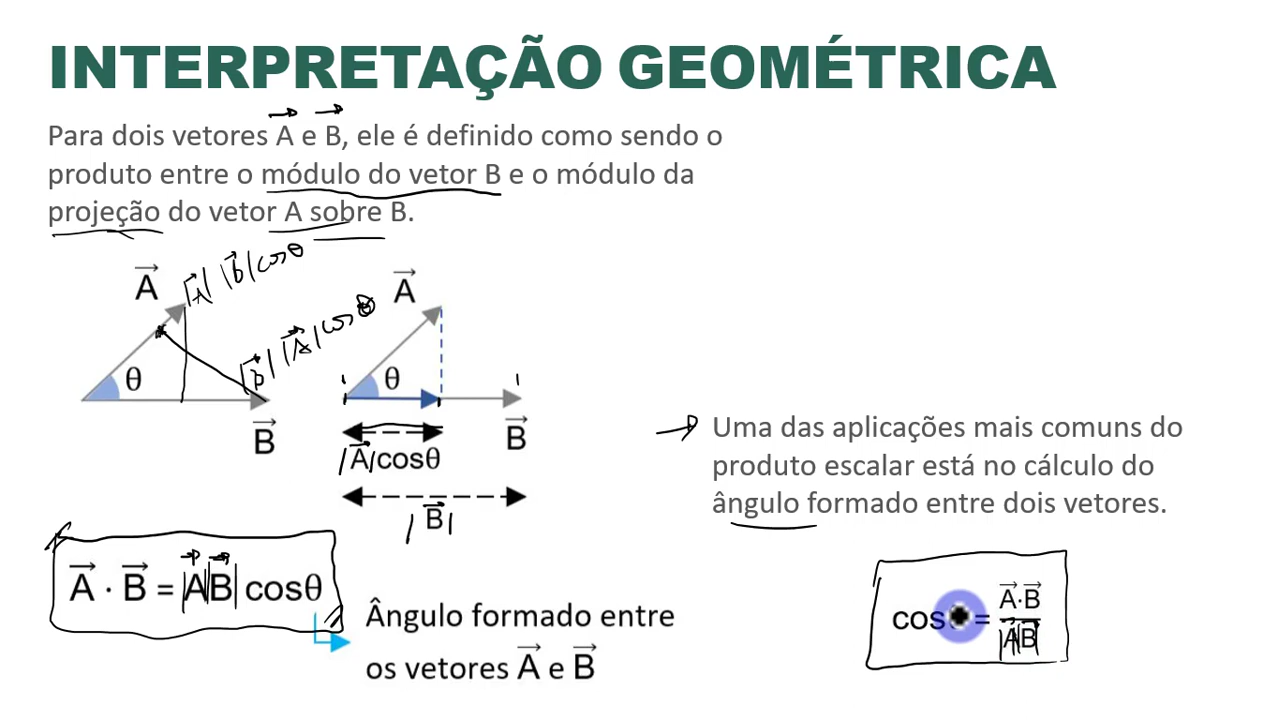 INTERPRETAÇÃO GEOMÉTRICA
Para dois vetores A e B, ele é definido como sendo o
produto entre o módulo do vetor B e o módulo da
projeção do vetor A sobre B.
A
|A| |B| cosθ
|B| |A| cosθ
θ
B
A
θ
B
|A|cosθ
|B|
A · B = |A||B| cosθ
Ângulo formado entre
os vetores A e B
Uma das aplicações mais comuns do
produto escalar está no cálculo do
ângulo formado entre dois vetores.
cos = A·B
|A||B|